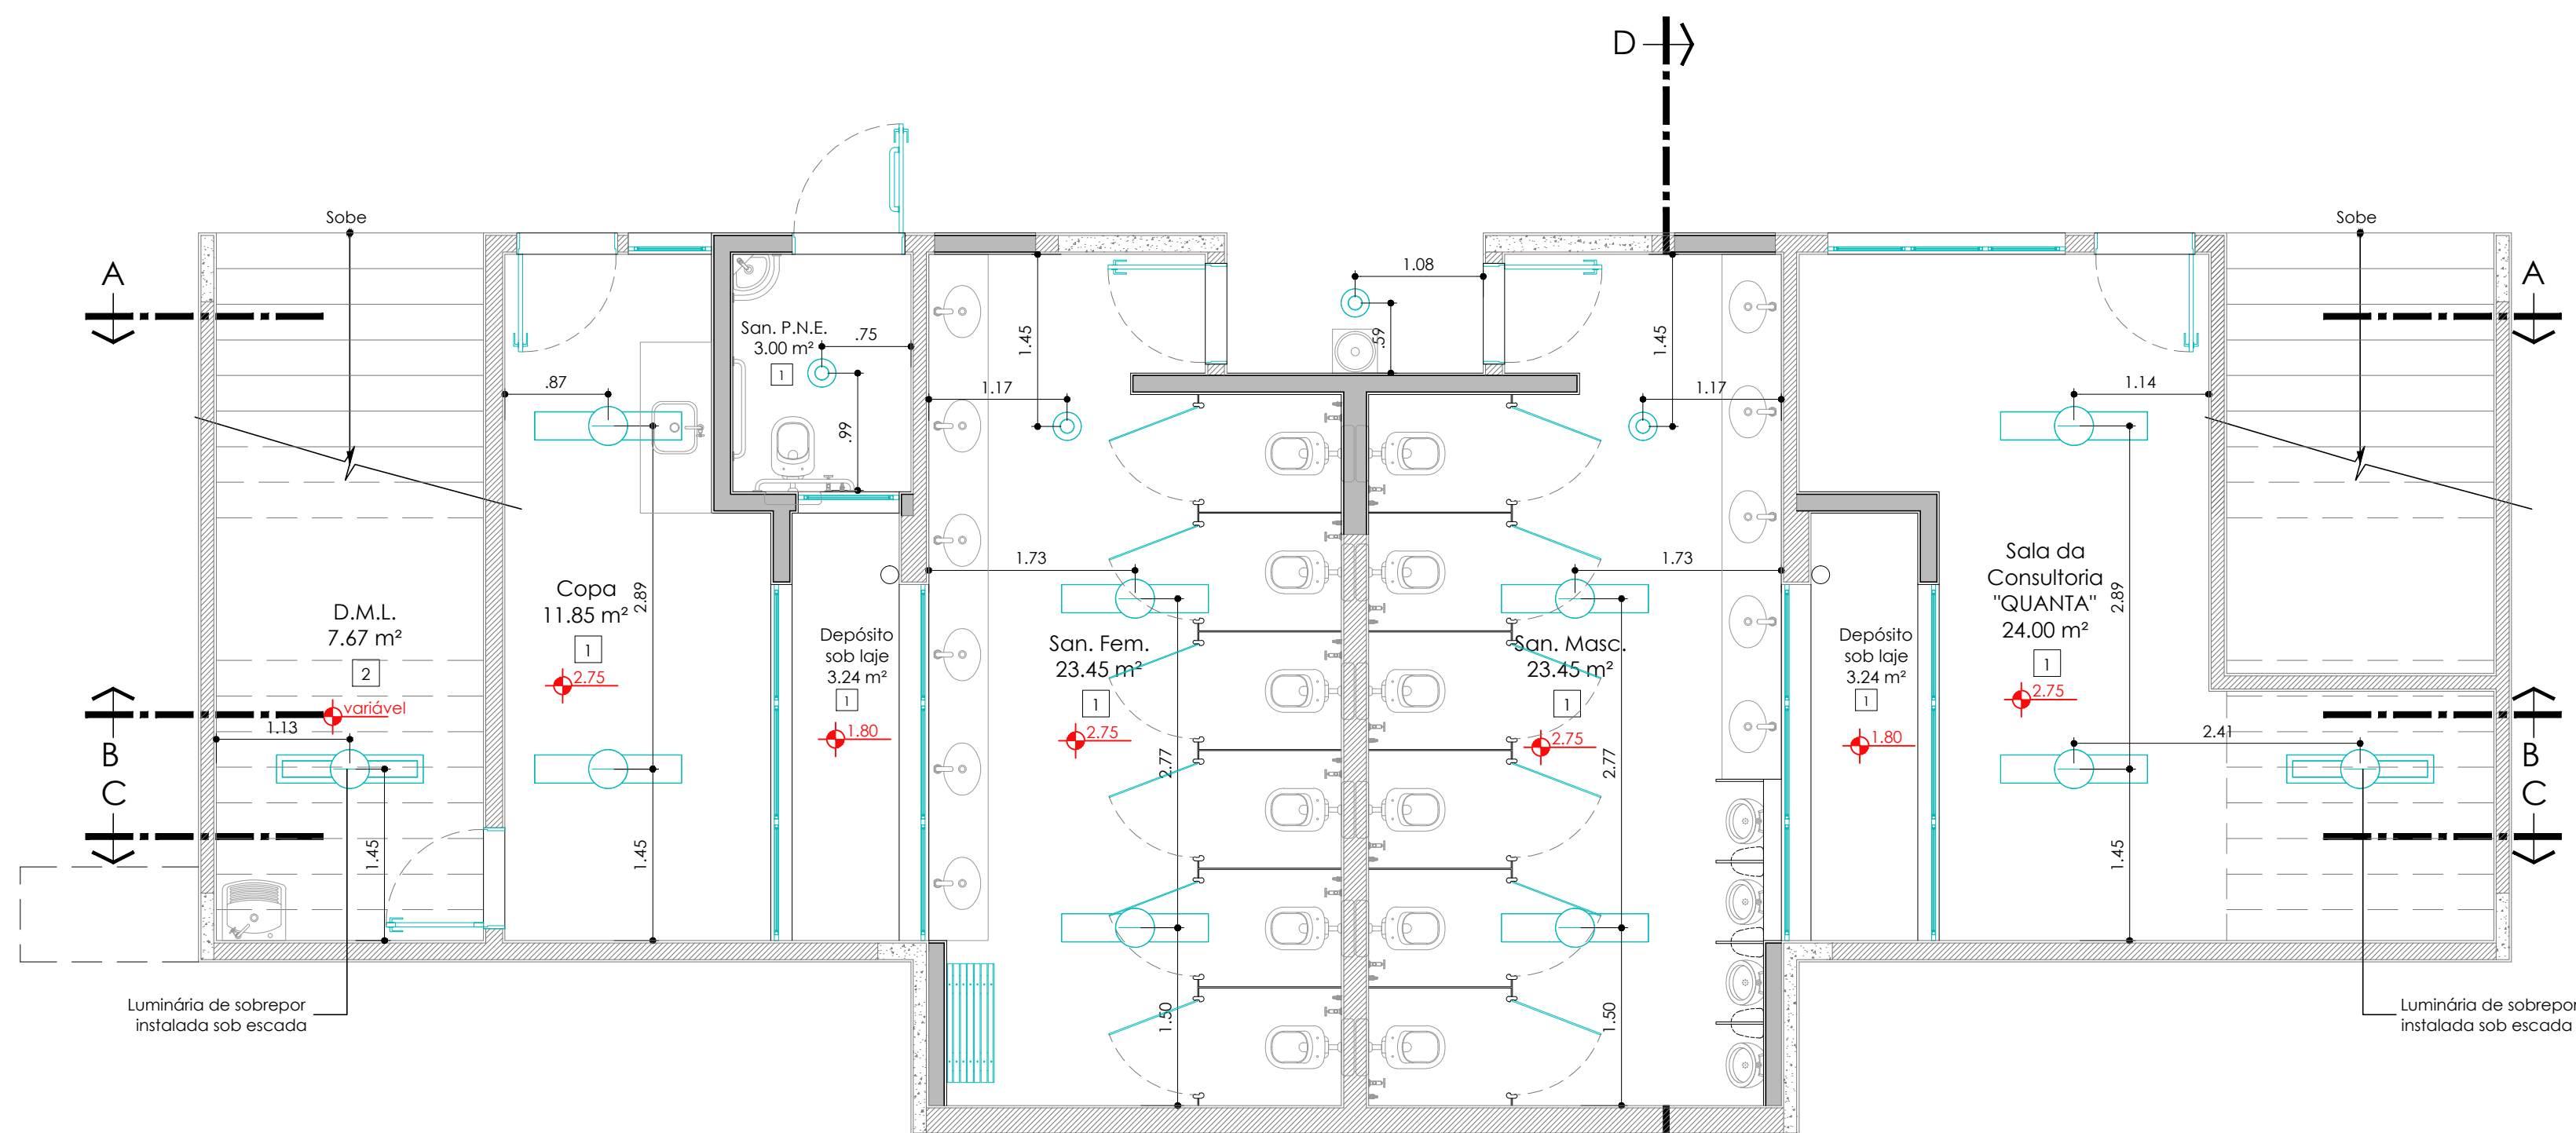 D
Sobe
Sobe
A
A
1.08
.59
San. P.N.E.
3.00 m²
1
.75
.99
1.45
1.45
.87
1.17
1.17
1.14
1.73
1.73
Copa
11.85 m²
1
2.75
2.89
D.M.L.
7.67 m²
2
variável
1.13
Depósito
sob laje
3.24 m²
1
1.80
San. Fem.
23.45 m²
1
2.75
2.77
San. Masc.
23.45 m²
1
2.75
2.77
Depósito
sob laje
3.24 m²
1
1.80
Sala da
Consultoria
"QUANTA"
24.00 m²
1
2.75
2.89
2.41
B
B
C
C
1.45
1.45
1.45
1.50
1.50
Luminária de sobrepor
instalada sob escada
Luminária de sobrepor
instalada sob escada